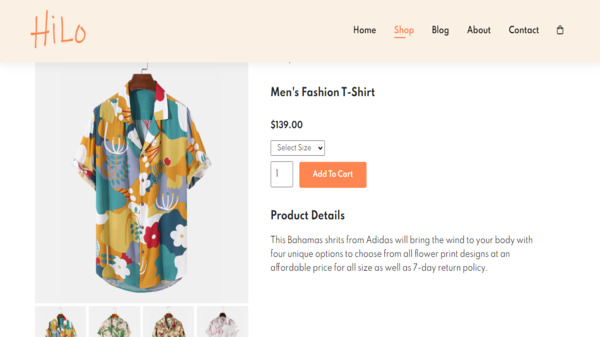 HiLo
Home Shop Blog About Contact
Men's Fashion T-Shirt
$139.00
Select Size
1
Add To Cart
Product Details
This Bahamas shrits from Adidas will bring the wind to your body with
four unique options to choose from all flower print designs at an
affordable price for all size as well as 7-day return policy.